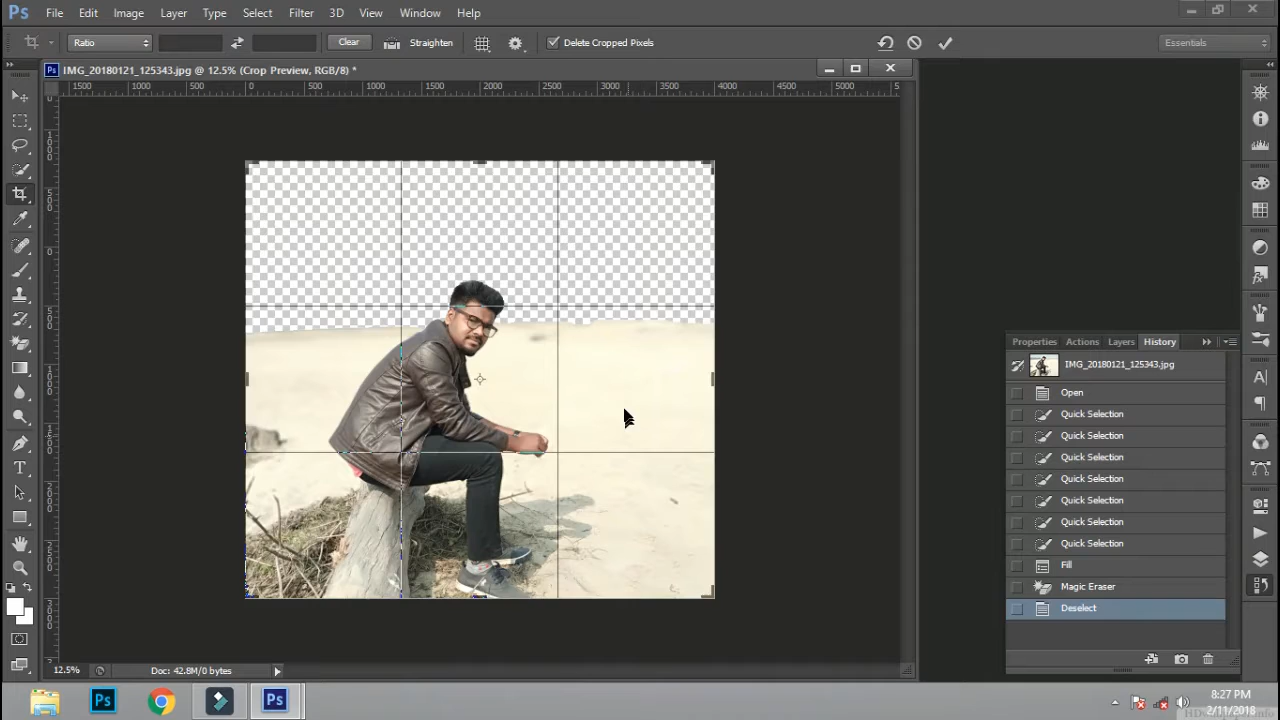 Ps File Edit Image Layer Type Select Filter 3D View Window Help
Ratio Clear Straighten Delete Cropped Pixels Essentials
Ps IMG_20180121_125343.jpg @ 12.5% (Crop Preview, RGB/8) *
1500 1000 500 0 500 1000 1500 2000 2500 3000 3500 4000 4500 5000 5
Properties Actions Layers History
IMG_20180121_125343.jpg
Open
Quick Selection
Quick Selection
Quick Selection
Quick Selection
Quick Selection
Quick Selection
Quick Selection
Fill
Magic Eraser
Deselect
12.5% Doc: 42.8M/0 bytes
Ps Ps
8:27 PM
2/11/2018